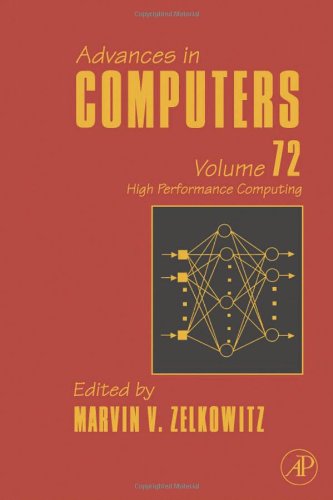 Advances in
COMPUTERS
Volume 72
High Performance Computing
Edited by
MARVIN V. ZELKOWITZ
AP